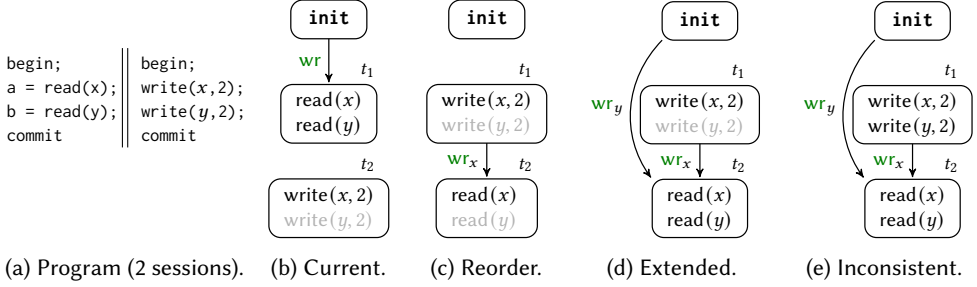 begin;
a = read(x);
b = read(y);
commit
begin;
write(x,2);
write(y,2);
commit
(a) Program (2 sessions).
init
wr
t1
read(x)
read(y)
t2
write(x, 2)
write(y, 2)
(b) Current.
init
t1
write(x, 2)
write(y, 2)
wrx
t2
read(x)
read(y)
(c) Reorder.
init
wry
t1
write(x, 2)
write(y, 2)
wrx
t2
read(x)
read(y)
(d) Extended.
init
wry
t1
write(x, 2)
write(y, 2)
wrx
t2
read(x)
read(y)
(e) Inconsistent.